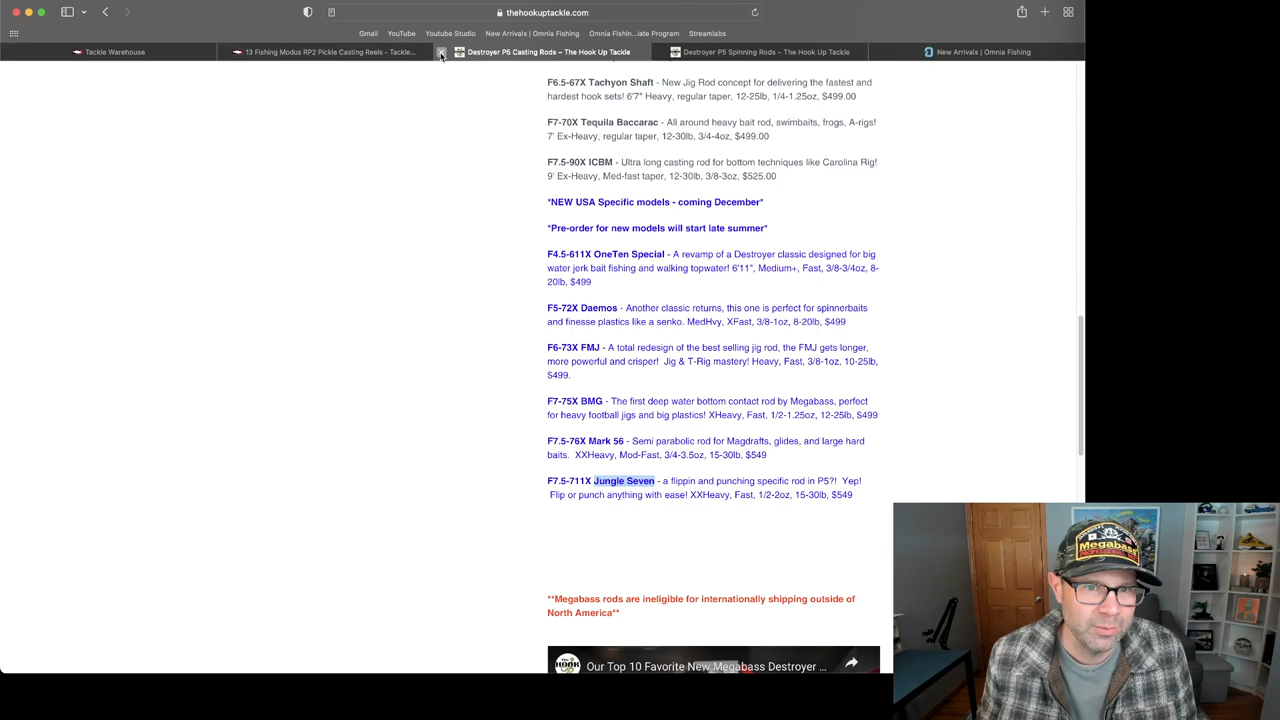 thehookuptackle.com
Gmail YouTube Youtube Studio New Arrivals | Omnia Fishing Omnia Fishin...iate Program Streamlabs
Tackle Warehouse
13 Fishing Modus RP2 Pickle Casting Reels - Tackle...
Destroyer P5 Casting Rods – The Hook Up Tackle
Destroyer P5 Spinning Rods – The Hook Up Tackle
New Arrivals | Omnia Fishing
F6.5-67X Tachyon Shaft - New Jig Rod concept for delivering the fastest and
hardest hook sets! 6'7" Heavy, regular taper, 12-25lb, 1/4-1.25oz, $499.00
F7-70X Tequila Baccarac - All around heavy bait rod, swimbaits, frogs, A-rigs!
7' Ex-Heavy, regular taper, 12-30lb, 3/4-4oz, $499.00
F7.5-90X ICBM - Ultra long casting rod for bottom techniques like Carolina Rig!
9' Ex-Heavy, Med-fast taper, 12-30lb, 3/8-3oz, $525.00
*NEW USA Specific models - coming December*
*Pre-order for new models will start late summer*
F4.5-611X OneTen Special - A revamp of a Destroyer classic designed for big
water jerk bait fishing and walking topwater! 6'11", Medium+, Fast, 3/8-3/4oz, 8-
20lb, $499
F5-72X Daemos - Another classic returns, this one is perfect for spinnerbaits
and finesse plastics like a senko. MedHvy, XFast, 3/8-1oz, 8-20lb, $499
F6-73X FMJ - A total redesign of the best selling jig rod, the FMJ gets longer,
more powerful and crisper! Jig & T-Rig mastery! Heavy, Fast, 3/8-1oz, 10-25lb,
$499.
F7-75X BMG - The first deep water bottom contact rod by Megabass, perfect
for heavy football jigs and big plastics! XHeavy, Fast, 1/2-1.25oz, 12-25lb, $499
F7.5-76X Mark 56 - Semi parabolic rod for Magdrafts, glides, and large hard
baits. XXHeavy, Mod-Fast, 3/4-3.5oz, 15-30lb, $549
F7.5-711X Jungle Seven - a flippin and punching specific rod in P5?! Yep!
Flip or punch anything with ease! XXHeavy, Fast, 1/2-2oz, 15-30lb, $549
**Megabass rods are ineligible for internationally shipping outside of
North America**
Our Top 10 Favorite New Megabass Destroyer ...
Megabass